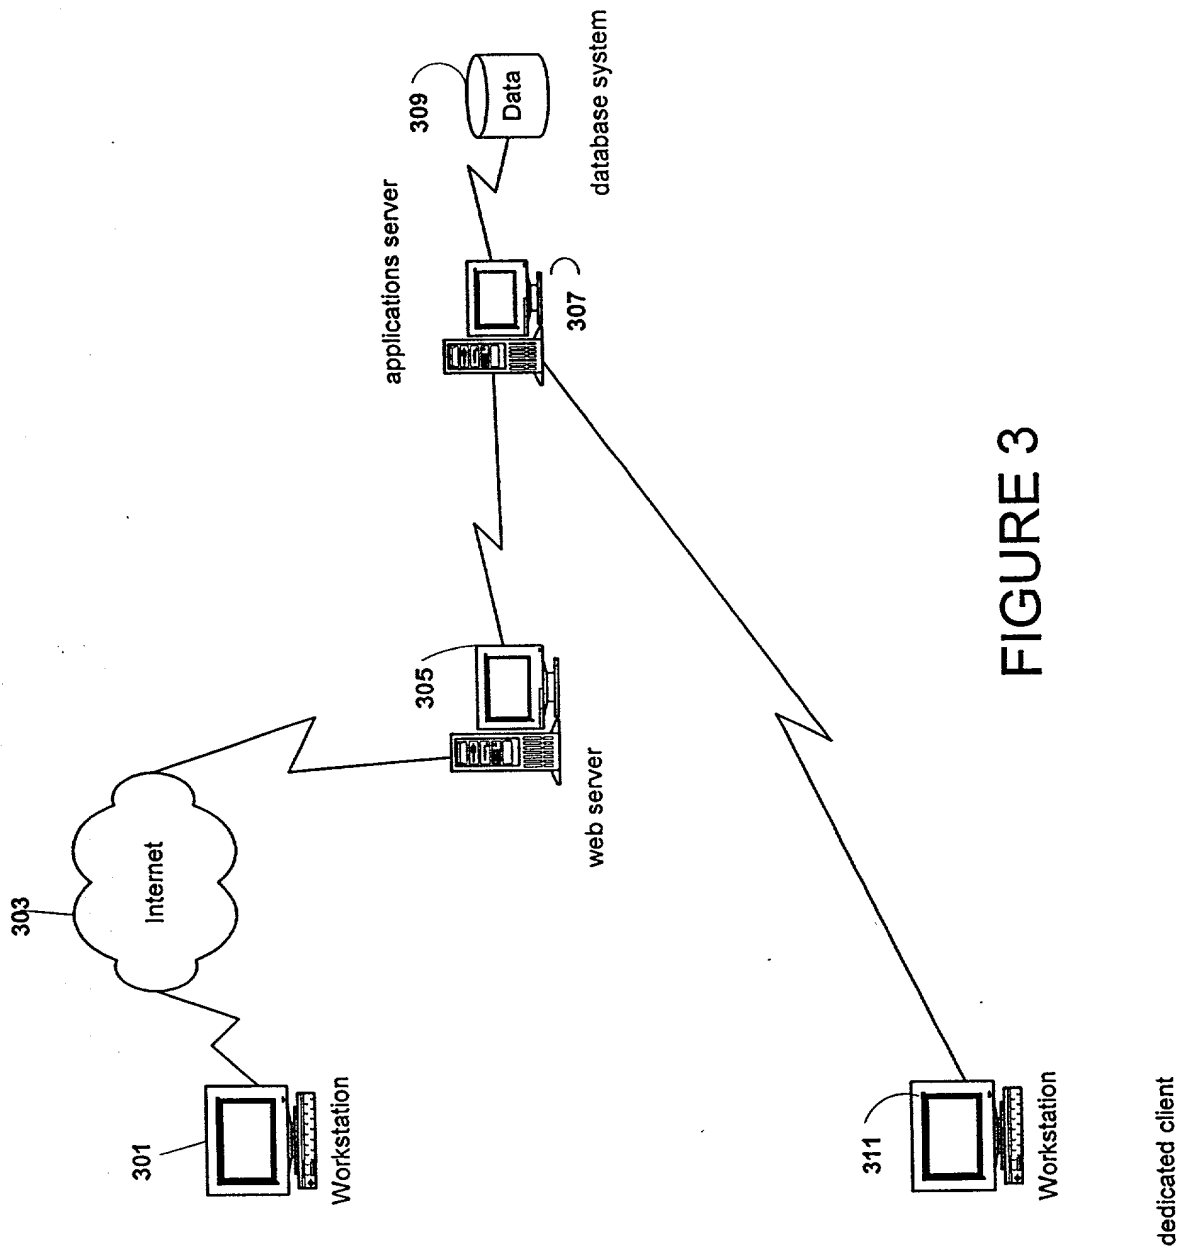 303
Internet
301
Workstation
305
web server
applications server
307
309
Data
database system
311
Workstation
dedicated client
FIGURE 3